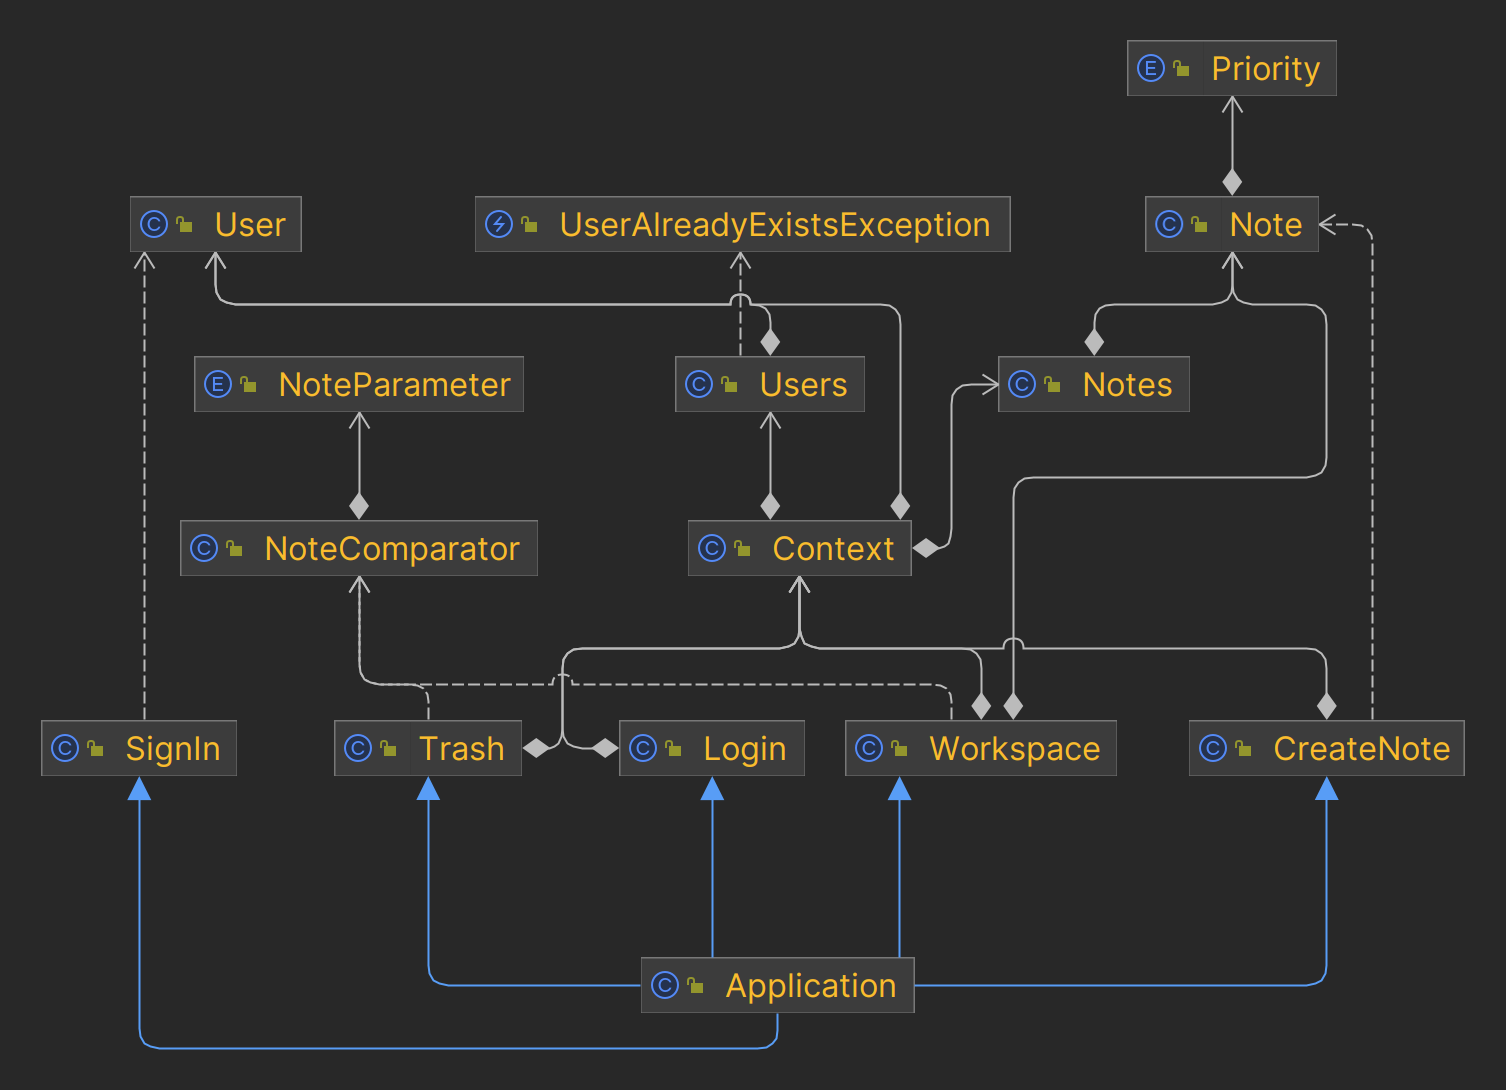 E Priority
C User
UserAlreadyExistsException
C Note
E NoteParameter
C Users
C Notes
C NoteComparator
C Context
C SignIn
C Trash
C Login
C Workspace
C CreateNote
C Application